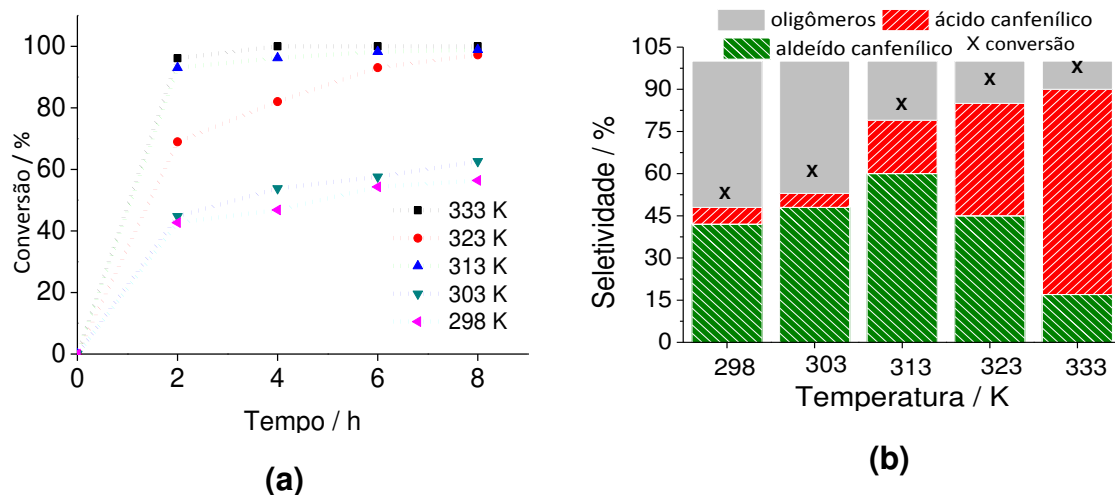 100
80
60
40
20
0
Conversão / %
333 K
323 K
313 K
303 K
298 K
0 2 4 6 8
Tempo / h
(a)
oligômeros ácido canfenílico
aldeído canfenílico X conversão
105
90
75
60
45
30
15
0
Seletividade / %
x x x x x
298 303 313 323 333
Temperatura / K
(b)